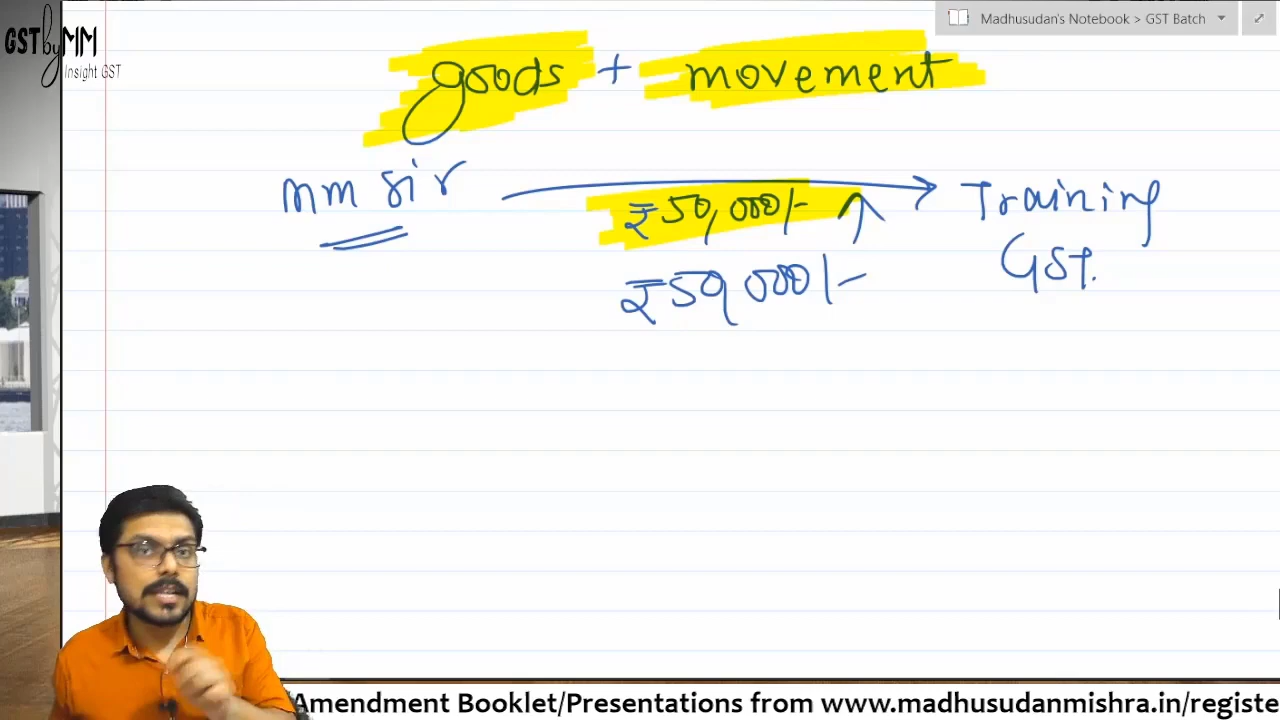 GST by MM
Insight GST
Madhusudan's Notebook > GST Batch
goods + movement
MM Sir
₹50,000/-
Training
GST.
₹50,000/-
/Amendment Booklet/Presentations from www.madhusudanmishra.in/registe